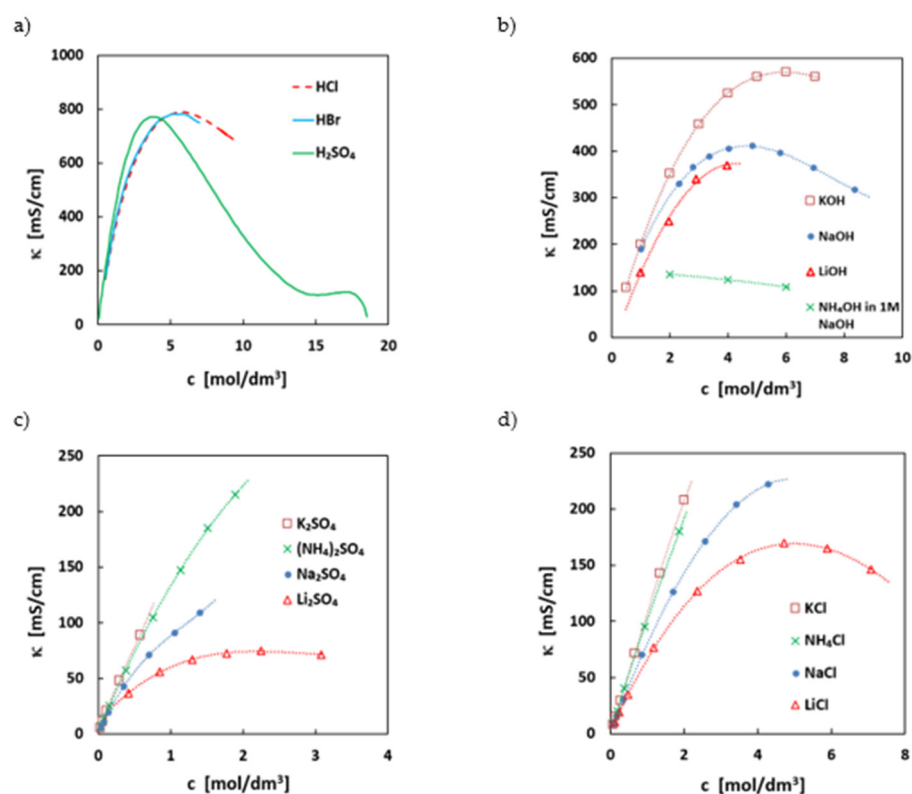 a)
1000
800
600
400
200
0
κ [mS/cm]
0 5 10 15 20
c [mol/dm³]
HCl
HBr
H₂SO₄
b)
600
500
400
300
200
100
0
κ [mS/cm]
0 2 4 6 8 10
c [mol/dm³]
KOH
NaOH
LiOH
NH₄OH in 1M
NaOH
c)
250
200
150
100
50
0
κ [mS/cm]
0 1 2 3 4
c [mol/dm³]
K₂SO₄
(NH₄)₂SO₄
Na₂SO₄
Li₂SO₄
d)
250
200
150
100
50
0
κ [mS/cm]
0 2 4 6 8
c [mol/dm³]
KCl
NH₄Cl
NaCl
LiCl